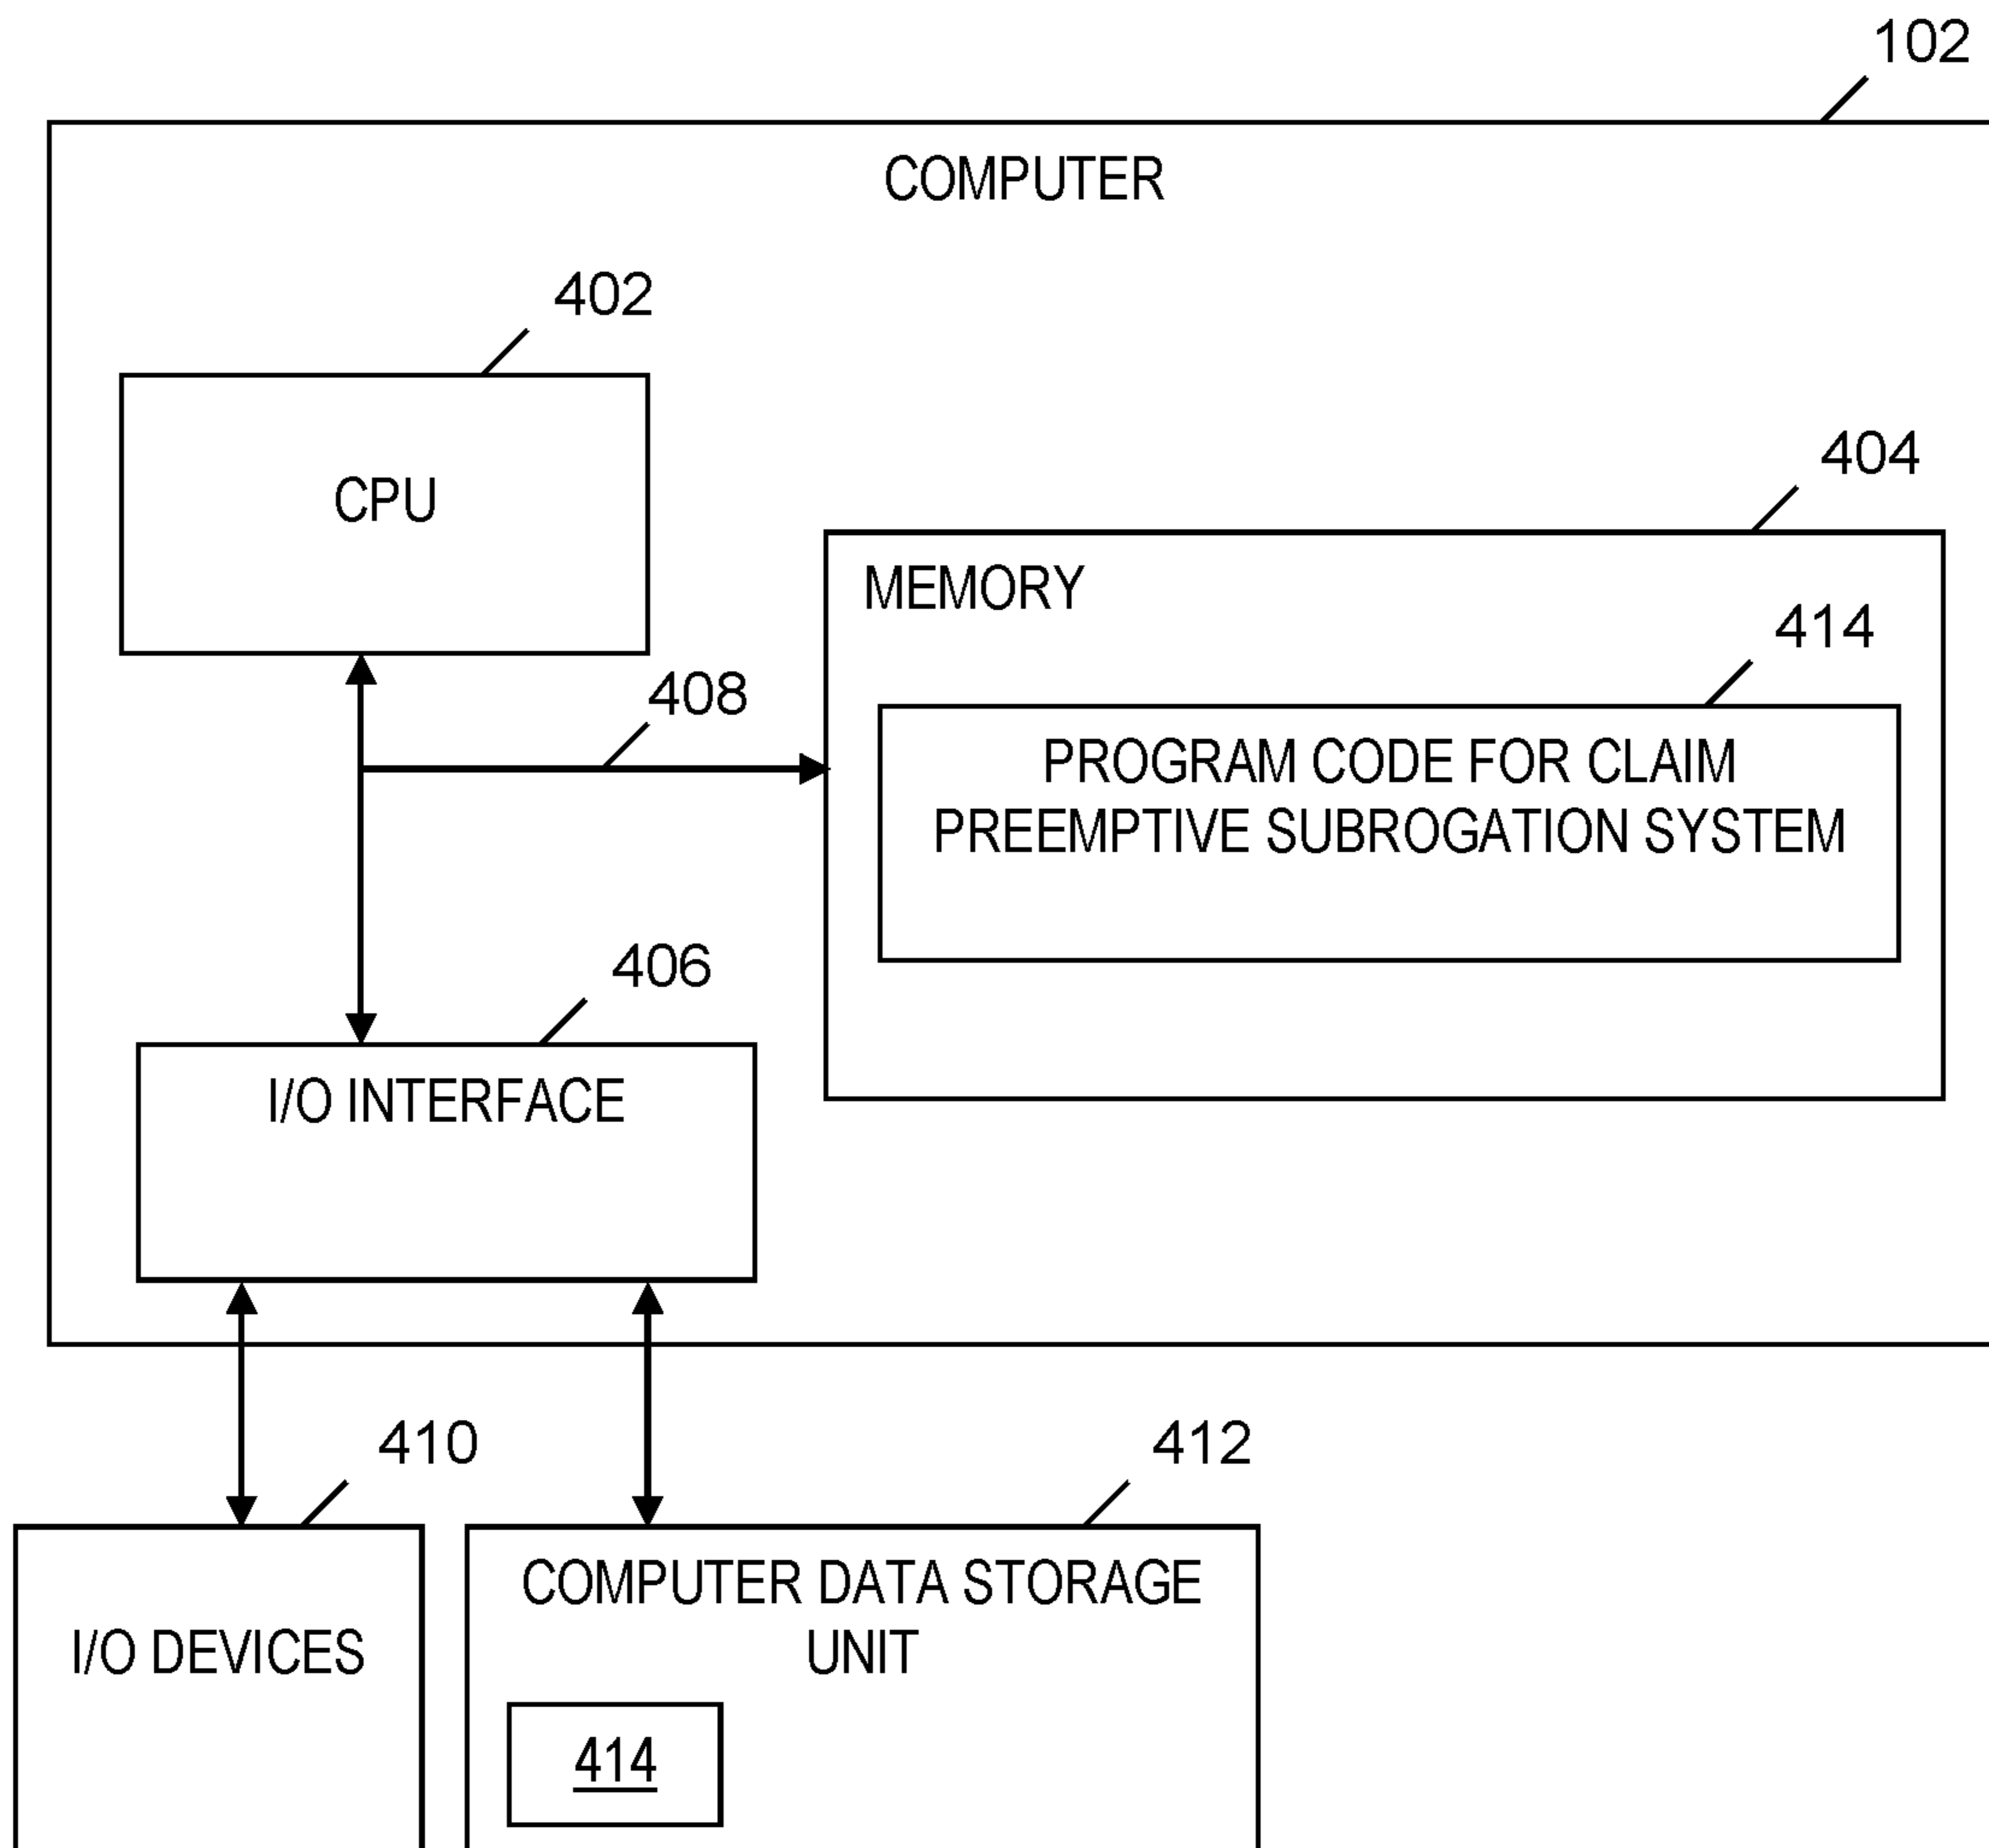 102
COMPUTER
402
CPU
404
MEMORY
414
408
PROGRAM CODE FOR CLAIM
PREEMPTIVE SUBROGATION SYSTEM
406
I/O INTERFACE
410
412
I/O DEVICES
COMPUTER DATA STORAGE
UNIT
414